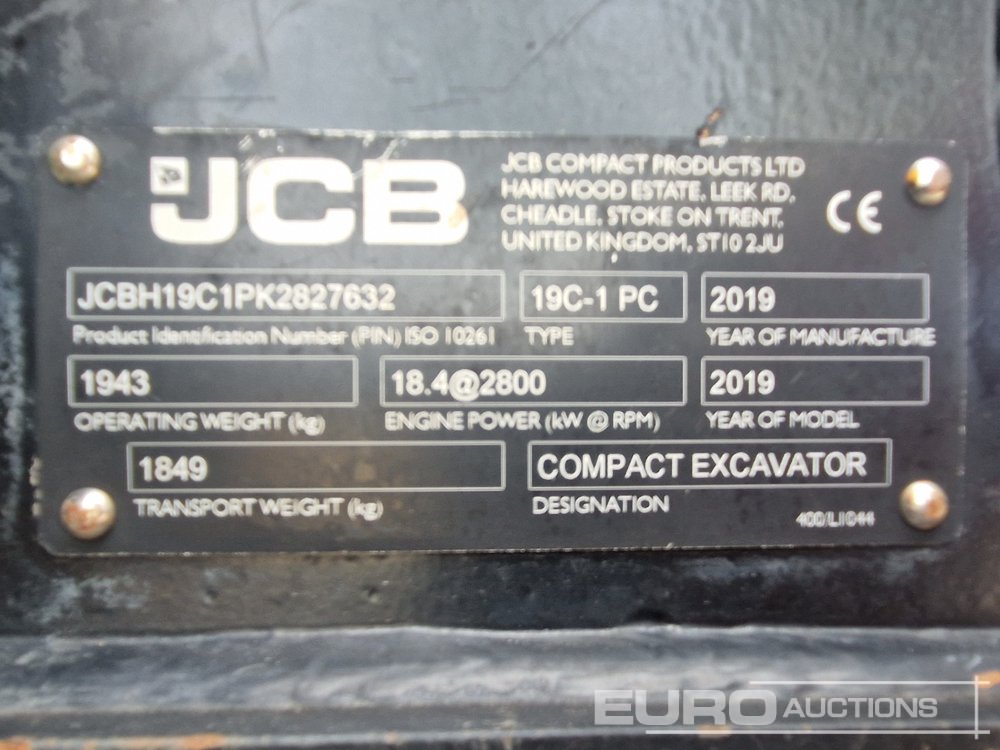 JCB
JCB COMPACT PRODUCTS LTD
HAREWOOD ESTATE, LEEK RD,
CHEADLE, STOKE ON TRENT,
UNITED KINGDOM, ST10 2JU
CE
JCBH19C1PK2827632
19C-1 PC
2019
Product Identification Number (PIN) ISO 10261
TYPE
YEAR OF MANUFACTURE
1943
18.4@2800
2019
OPERATING WEIGHT (kg)
ENGINE POWER (kW @ RPM)
YEAR OF MODEL
1849
COMPACT EXCAVATOR
TRANSPORT WEIGHT (kg)
DESIGNATION
400/L1044
EURO AUCTIONS